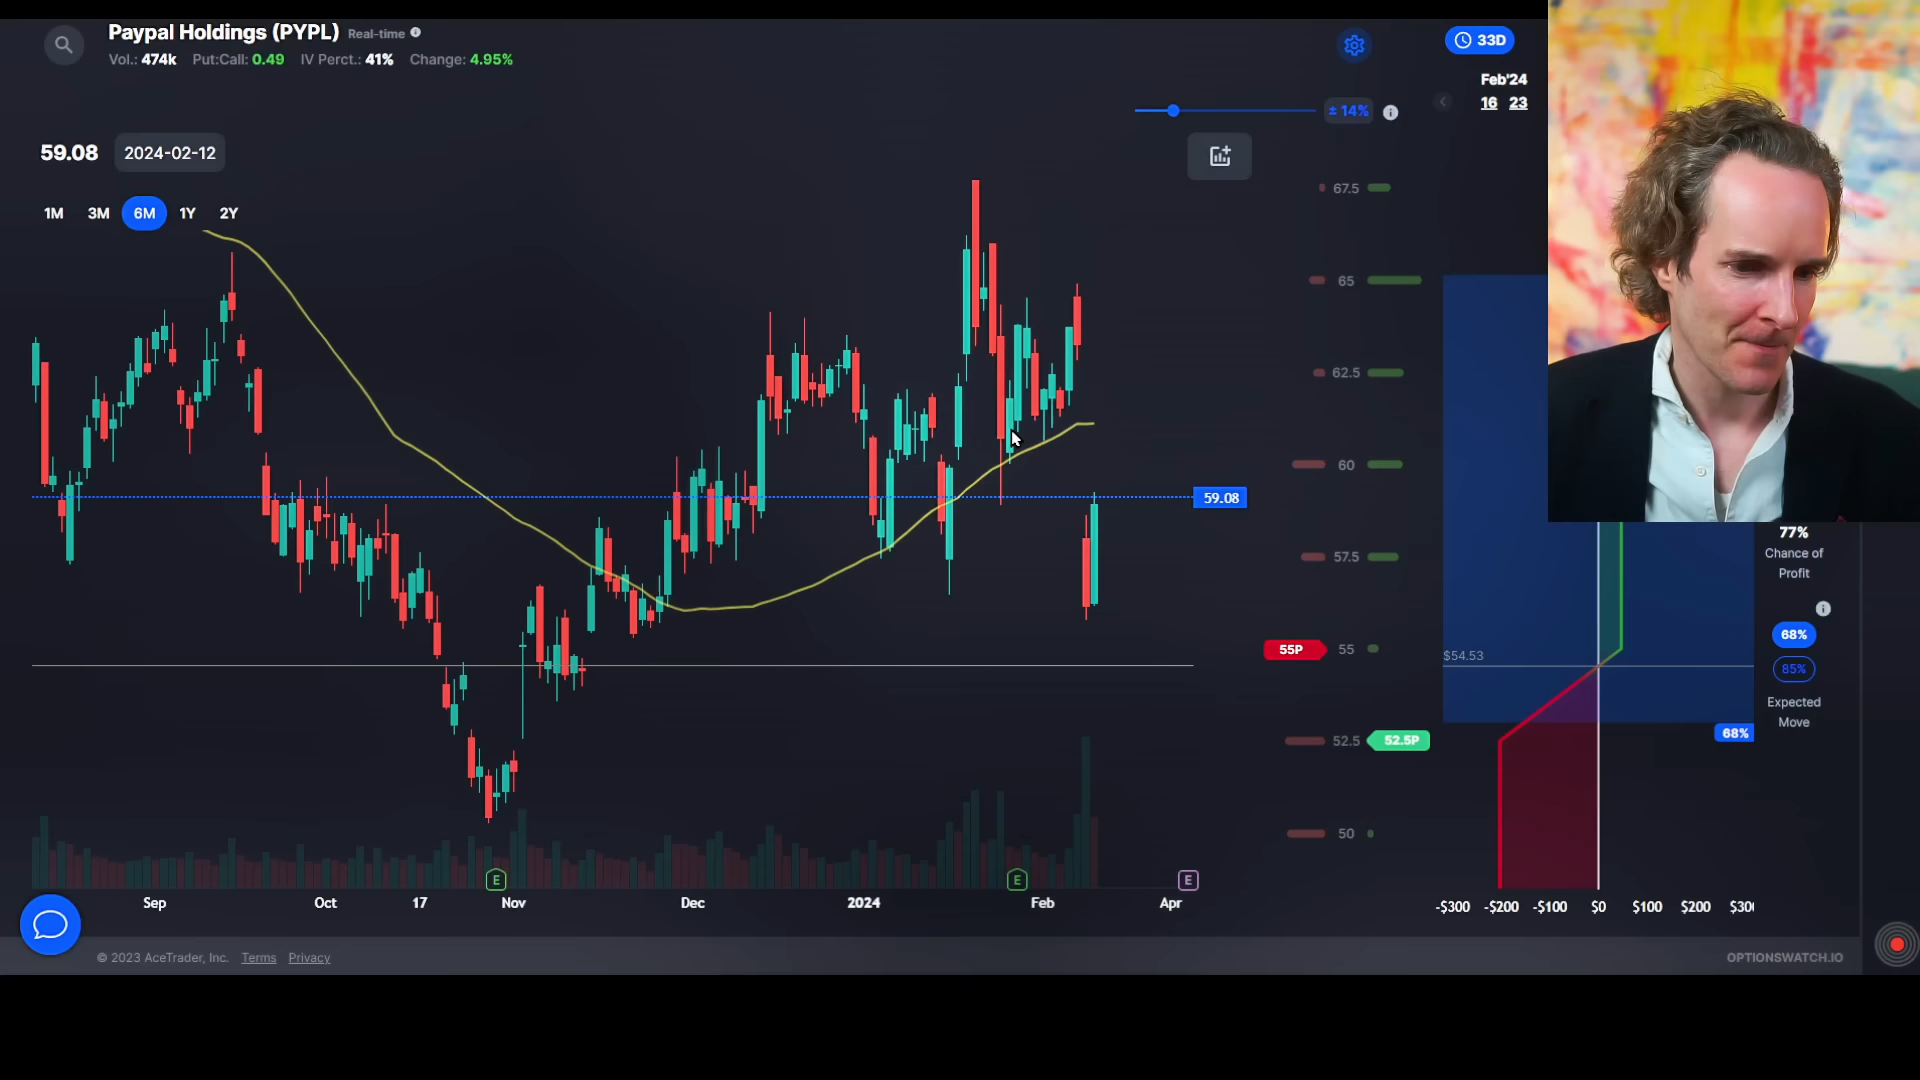 Paypal Holdings (PYPL) Real-time
Vol.: 474k Put:Call: 0.49 IV Perct.: 41% Change: 4.95%
33D
Feb'24
16 23
± 14%
59.08 2024-02-12
1M 3M 6M 1Y 2Y
67.5
65
62.5
60
59.08
57.5
55P 55
52.5 52.5P
50
$54.53
77%
Chance of
Profit
68%
85%
Expected
Move
68%
E E E
Sep Oct 17 Nov Dec 2024 Feb Apr
-$300 -$200 -$150 $0 $100 $200
© 2023 AceTrader, Inc. Terms Privacy
OPTIONSWATCH.IO